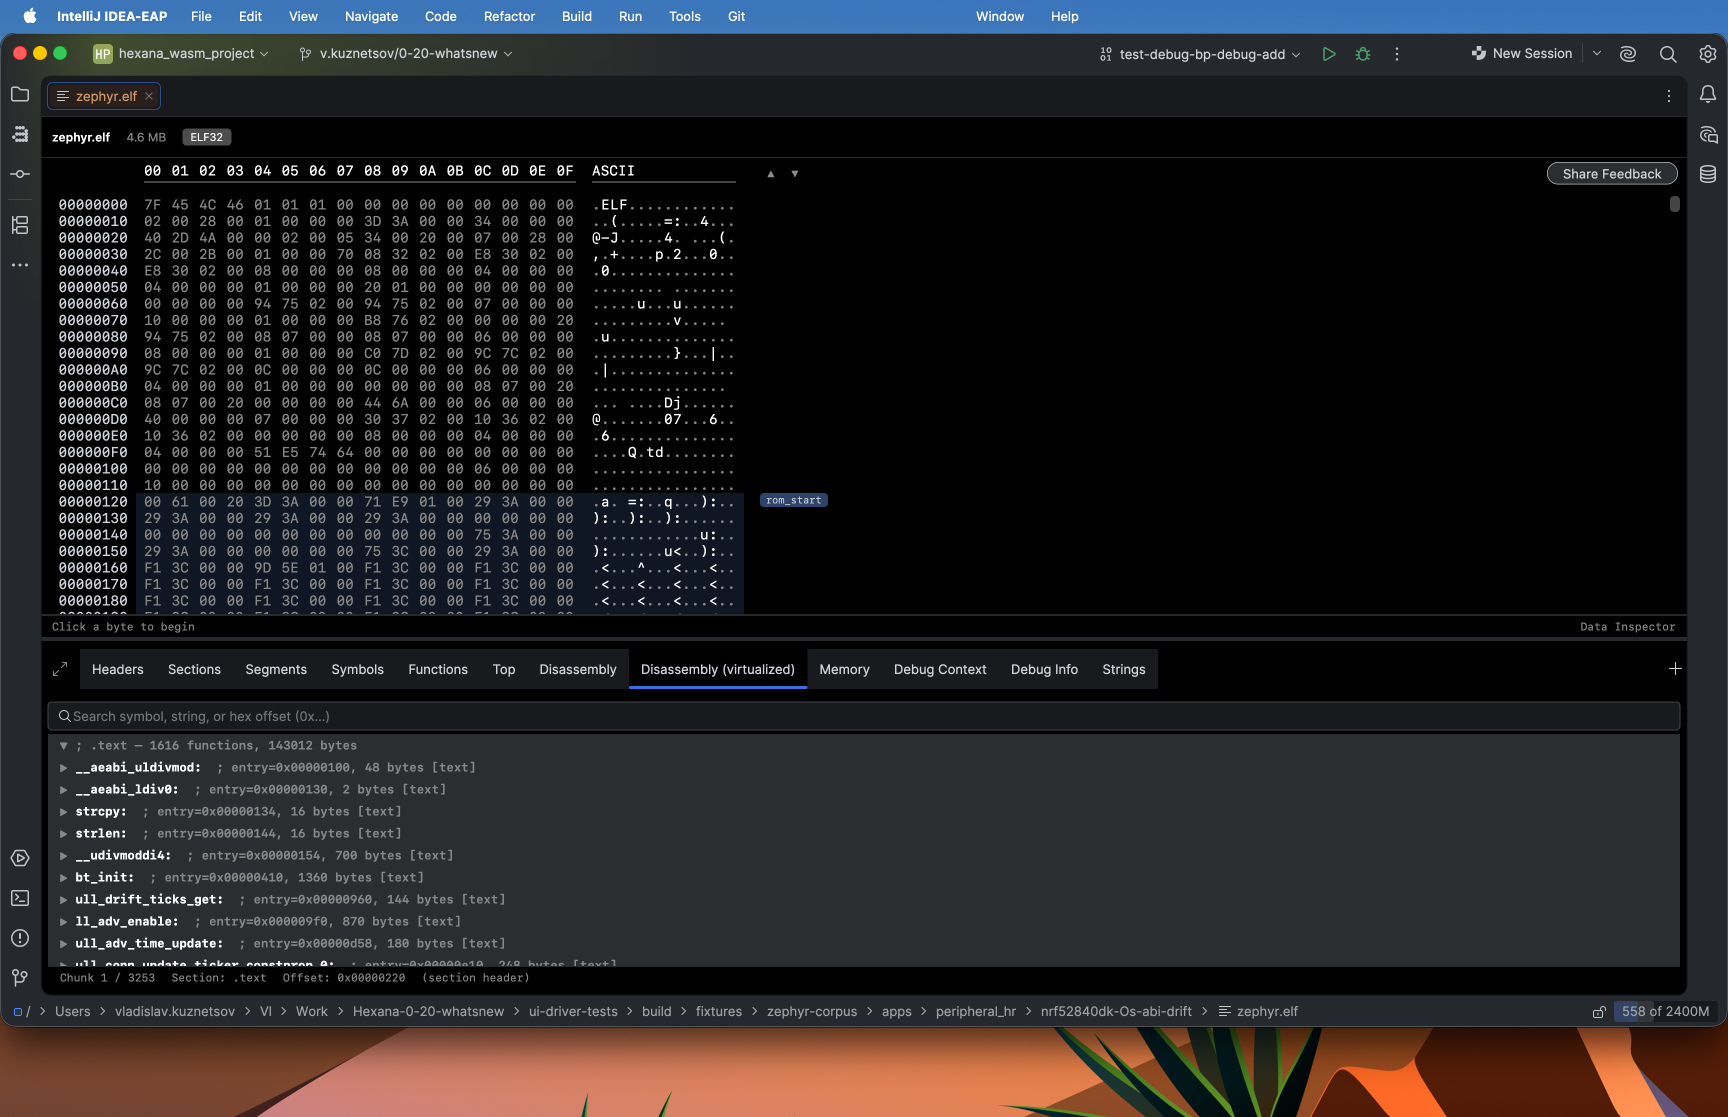 IntelliJ IDEA-EAP File Edit View Navigate Code Refactor Build Run Tools Git Window Help
HP hexana_wasm_project v.kuznetsov/0-20-whatsnew test-debug-bp-debug-add New Session
zephyr.elf
zephyr.elf 4.6 MB ELF32
00 01 02 03 04 05 06 07 08 09 0A 0B 0C 0D 0E 0F ASCII
Share Feedback
00000000 7F 45 4C 46 01 01 01 00 00 00 00 00 00 00 00 00 .ELF............
00000010 02 00 28 00 01 00 00 00 3D 3A 00 00 34 00 00 00 ..(.....=:..4...
00000020 40 2D 4A 00 00 02 00 05 34 00 20 00 07 00 28 00 @-J.....4. ...(.
00000030 2C 00 2B 00 01 00 00 70 08 32 02 00 E8 30 02 00 ,.+....p.2...0..
00000040 E8 30 02 00 08 00 00 00 08 00 00 00 04 00 00 00 .0..............
00000050 04 00 00 00 01 00 00 00 20 01 00 00 00 00 00 00 ........ .......
00000060 00 00 00 00 94 75 02 00 94 75 02 00 07 00 00 00 .....u...u......
00000070 10 00 00 00 01 00 00 00 B8 76 02 00 00 00 00 20 .........v..... 
00000080 94 75 02 00 08 07 00 00 08 07 00 00 06 00 00 00 .u..............
00000090 08 00 00 00 01 00 00 00 C0 7D 02 00 9C 7C 02 00 .........}...|..
000000A0 9C 7C 02 00 0C 00 00 00 0C 00 00 00 06 00 00 00 .|..............
000000B0 04 00 00 00 01 00 00 00 00 00 00 00 08 07 00 20 ............... 
000000C0 08 07 00 20 00 00 00 00 44 6A 00 00 06 00 00 00 ... ....Dj......
000000D0 40 00 00 00 07 00 00 00 30 37 02 00 10 36 02 00 @.......07...6..
000000E0 10 36 02 00 00 00 00 00 08 00 00 00 04 00 00 00 .6..............
000000F0 04 00 00 00 51 E5 74 64 00 00 00 00 00 00 00 00 ....Q.td........
00000100 00 00 00 00 00 00 00 00 00 00 00 00 06 00 00 00 ................
00000110 10 00 00 00 00 00 00 00 00 00 00 00 00 00 00 00 ................
00000120 00 61 00 20 3D 3A 00 00 71 E9 01 00 29 3A 00 00 .a. =:..q...):.. rom_start
00000130 29 3A 00 00 29 3A 00 00 29 3A 00 00 00 00 00 00 ):..):..):......
00000140 00 00 00 00 00 00 00 00 00 00 00 00 75 3A 00 00 ............u:..
00000150 29 3A 00 00 00 00 00 00 75 3C 00 00 29 3A 00 00 ):......u<..):..
00000160 F1 3C 00 00 9D 5E 01 00 F1 3C 00 00 F1 3C 00 00 .<...^...<...<..
00000170 F1 3C 00 00 F1 3C 00 00 F1 3C 00 00 F1 3C 00 00 .<...<...<...<..
00000180 F1 3C 00 00 F1 3C 00 00 F1 3C 00 00 F1 3C 00 00 .<...<...<...<..
Click a byte to begin Data Inspector
Headers Sections Segments Symbols Functions Top Disassembly Disassembly (virtualized) Memory Debug Context Debug Info Strings
Search symbol, string, or hex offset (0x...)
; .text — 1616 functions, 143012 bytes
__aeabi_uldivmod: ; entry=0x00000100, 48 bytes [text]
__aeabi_ldiv0: ; entry=0x00000130, 2 bytes [text]
strcpy: ; entry=0x00000134, 16 bytes [text]
strlen: ; entry=0x00000144, 16 bytes [text]
__udivmoddi4: ; entry=0x00000154, 700 bytes [text]
bt_init: ; entry=0x00000410, 1360 bytes [text]
ull_drift_ticks_get: ; entry=0x00000960, 144 bytes [text]
ll_adv_enable: ; entry=0x000009f0, 870 bytes [text]
ull_adv_time_update: ; entry=0x00000d58, 180 bytes [text]
ull_conn_update_ticker.constprop.0: ; entry=0x00000e10, 248 bytes [text]
Chunk 1 / 3253 Section: .text Offset: 0x00000220 (section header)
/ Users vladislav.kuznetsov VI Work Hexana-0-20-whatsnew ui-driver-tests build fixtures zephyr-corpus apps peripheral_hr nrf52840dk-Os-abi-drift zephyr.elf 558 of 2400M